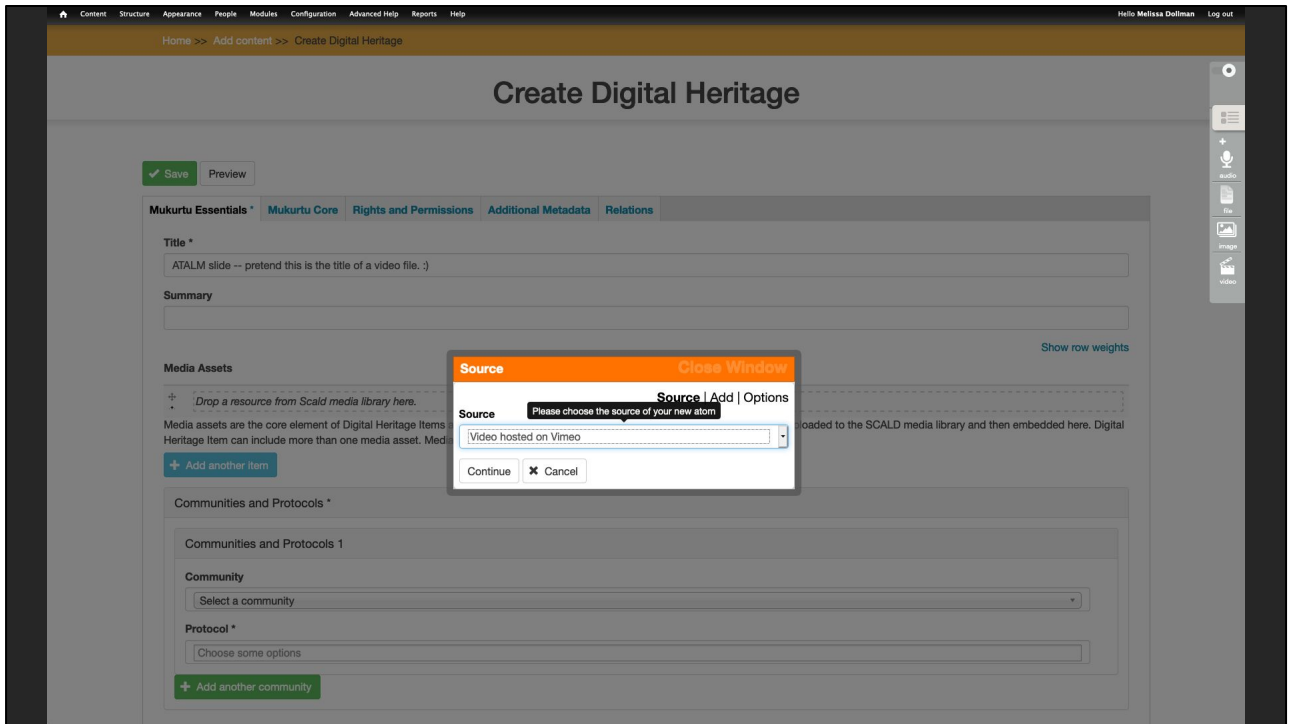 Content Structure Appearance People Modules Configuration Advanced Help Reports Help Hello Melissa Dollman Log out
Home >> Add content >> Create Digital Heritage
Create Digital Heritage
Save Preview
Mukurtu Essentials * Mukurtu Core Rights and Permissions Additional Metadata Relations
Title *
ATALM slide -- pretend this is the title of a video file. :)
Summary
Show row weights
Media Assets
Drop a resource from Scald media library here.
Media assets are the core element of Digital Heritage Items oaded to the SCALD media library and then embedded here. Digital
Heritage Item can include more than one media asset. Medi
Add another item
Source Close Window
Source | Add | Options
Source
Please choose the source of your new atom
Video hosted on Vimeo
Continue Cancel
Communities and Protocols *
Communities and Protocols 1
Community
Select a community
Protocol *
Choose some options
Add another community
audio
file
image
video